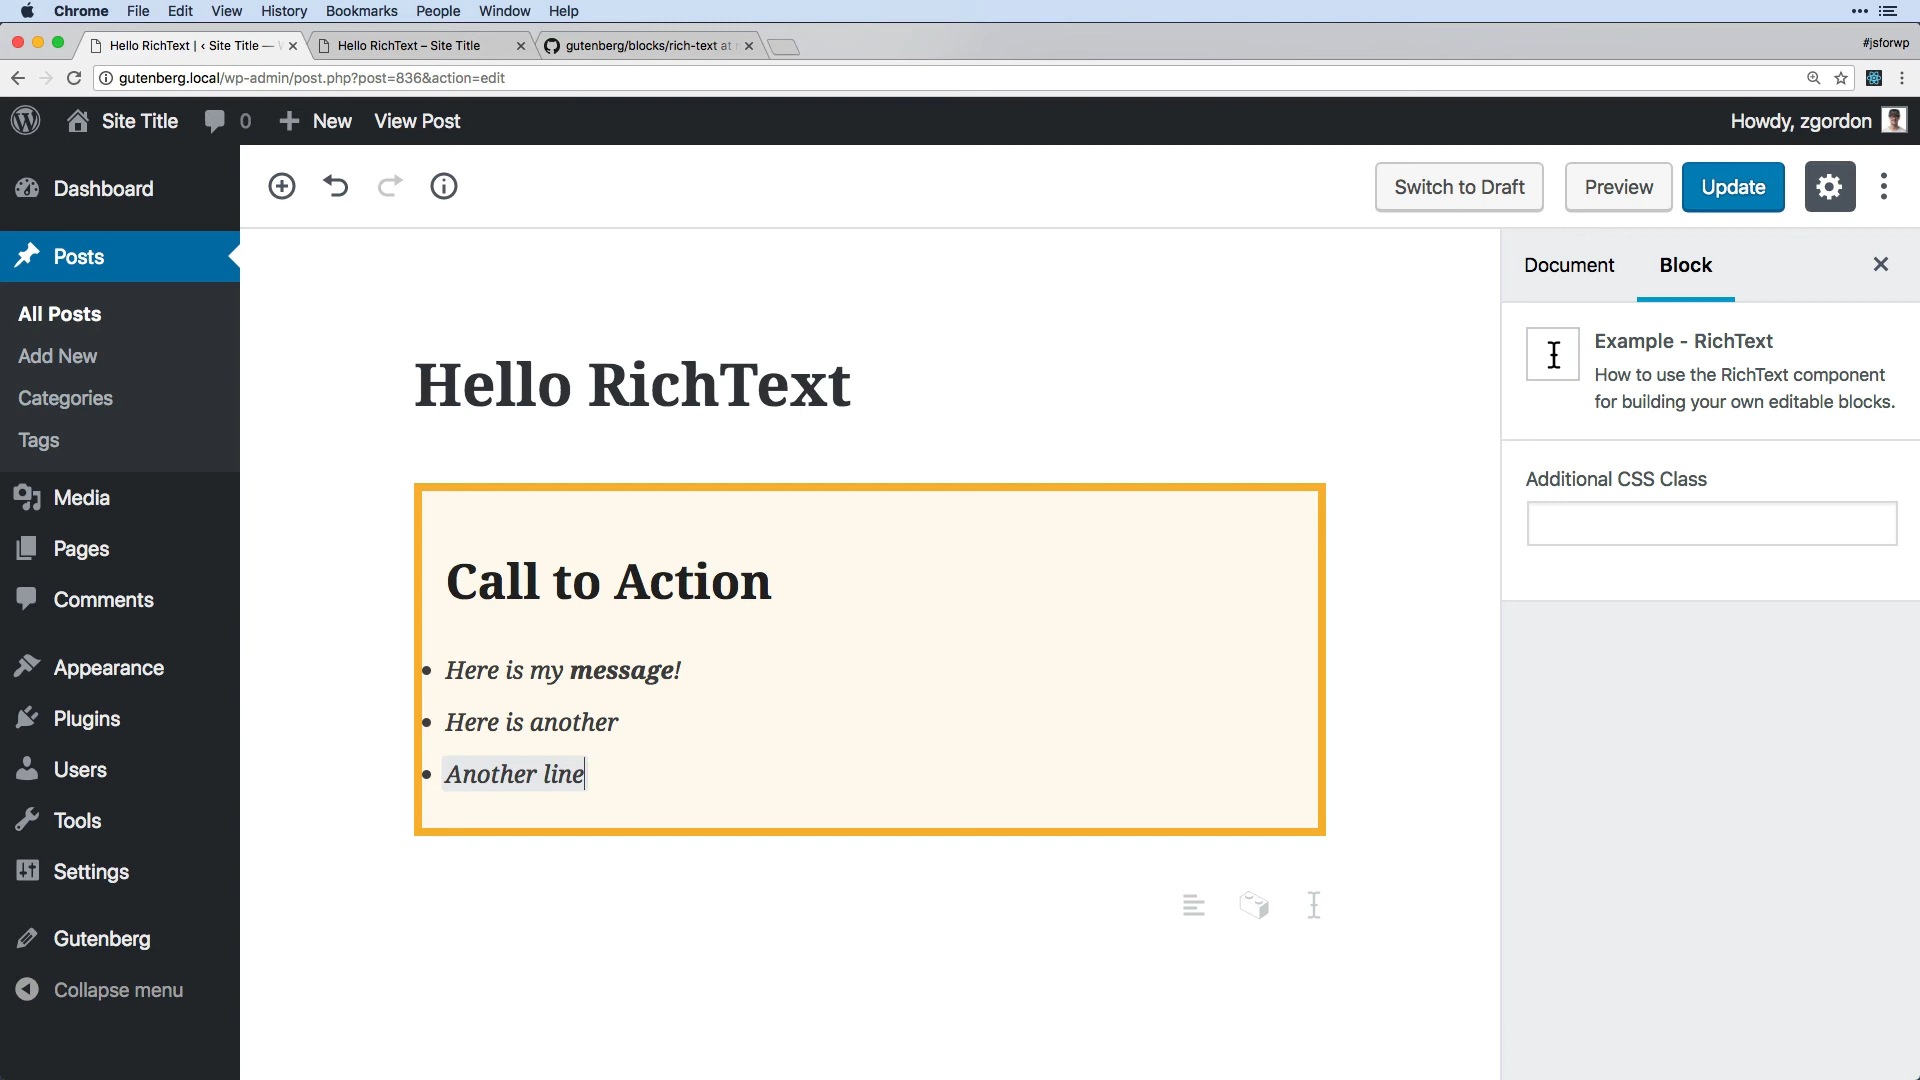 Chrome File Edit View History Bookmarks People Window Help
Hello RichText | ‹ Site Title —
Hello RichText – Site Title
gutenberg/blocks/rich-text at
#jsforwp
gutenberg.local/wp-admin/post.php?post=836&action=edit
Site Title 0 New View Post
Howdy, zgordon
Dashboard
Posts
All Posts
Add New
Categories
Tags
Media
Pages
Comments
Appearance
Plugins
Users
Tools
Settings
Gutenberg
Collapse menu
Switch to Draft Preview Update
Hello RichText
Call to Action
Here is my message!
Here is another
Another line
Document Block
Example - RichText
How to use the RichText component
for building your own editable blocks.
Additional CSS Class